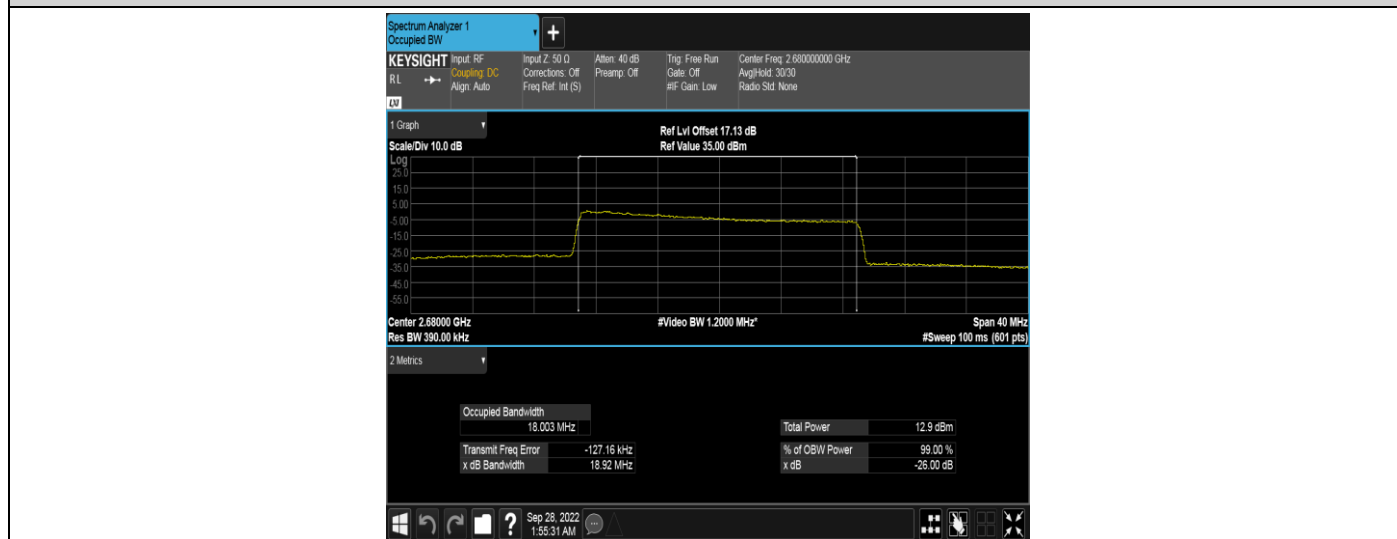 Spectrum Analyzer 1
Occupied BW
+
KEYSIGHT
RL
LXI
Input: RF
Coupling: DC
Align: Auto
Input Z: 50 Ω
Corrections: Off
Freq Ref: Int (S)
Atten: 40 dB
Preamp: Off
Trig: Free Run
Gate: Off
#IF Gain: Low
Center Freq: 2.680000000 GHz
Avg|Hold: 30/30
Radio Std: None
1 Graph
Scale/Div 10.0 dB
Ref Lvl Offset 17.13 dB
Ref Value 35.00 dBm
Log
25.0
15.0
5.00
-5.00
-15.0
-25.0
-35.0
-45.0
-55.0
Center 2.68000 GHz
Res BW 390.00 kHz
#Video BW 1.2000 MHz*
Span 40 MHz
#Sweep 100 ms (601 pts)
2 Metrics
Occupied Bandwidth
18.003 MHz
Transmit Freq Error -127.16 kHz
x dB Bandwidth 18.92 MHz
Total Power 12.9 dBm
% of OBW Power 99.00 %
x dB -26.00 dB
?
Sep 28, 2022
1:55:31 AM